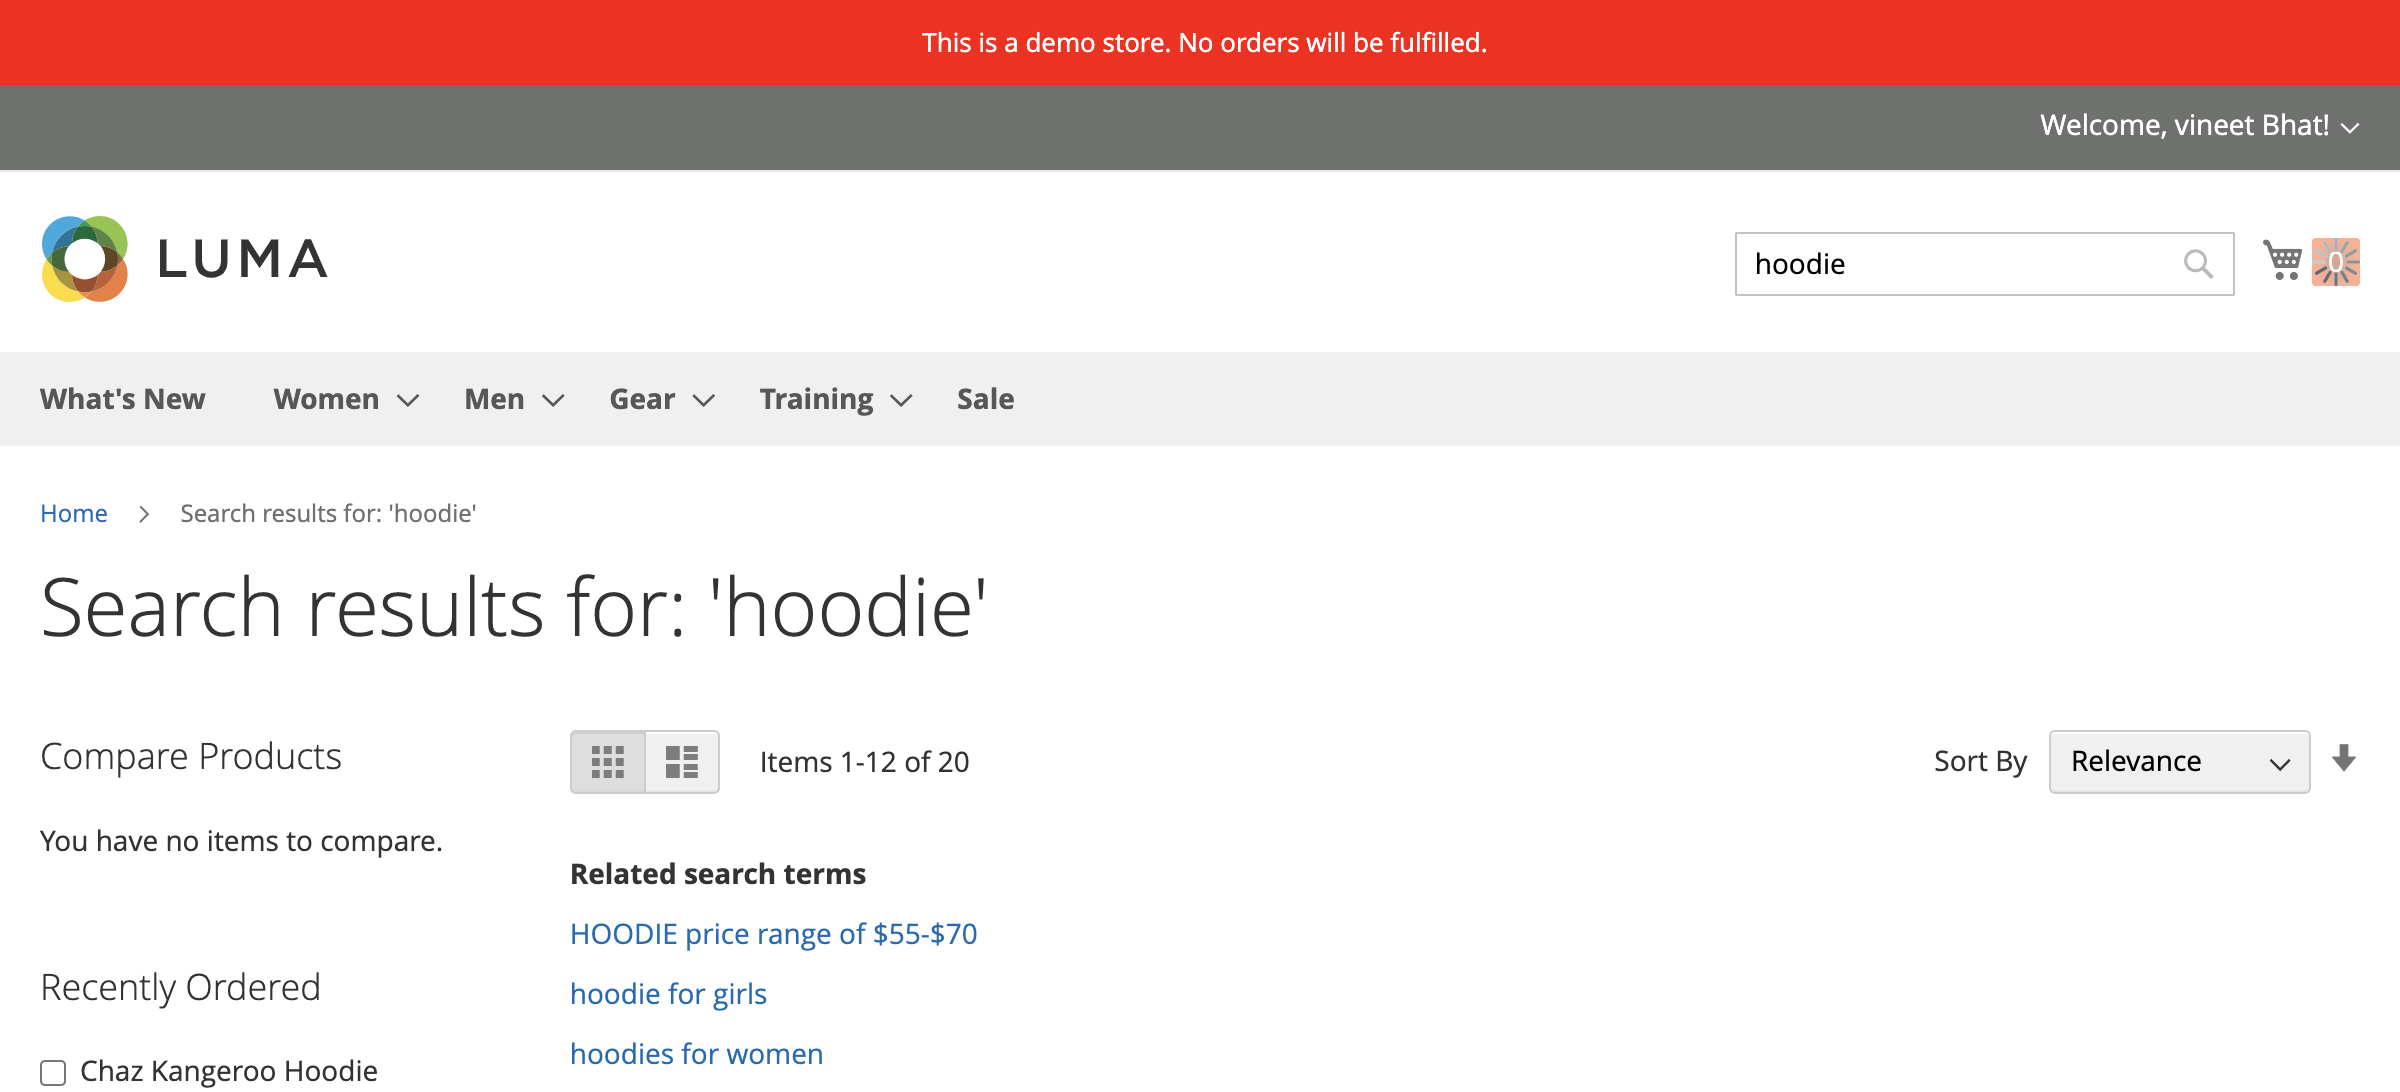 This is a demo store. No orders will be fulfilled.
Welcome, vineet Bhat!
LUMA
hoodie
0
What's New Women Men Gear Training Sale
Home Search results for: 'hoodie'
Search results for: 'hoodie'
Compare Products
You have no items to compare.
Recently Ordered
Chaz Kangeroo Hoodie
Items 1-12 of 20
Sort By Relevance
Related search terms
HOODIE price range of $55-$70
hoodie for girls
hoodies for women